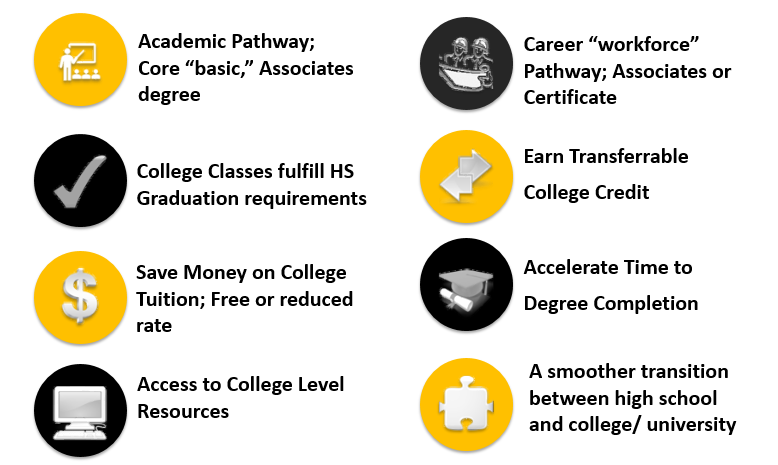 Academic Pathway;
Core “basic,” Associates
degree
Career “workforce”
Pathway; Associates or
Certificate
College Classes fulfill HS
Graduation requirements
Earn Transferrable
College Credit
Save Money on College
Tuition; Free or reduced
rate
Accelerate Time to
Degree Completion
Access to College Level
Resources
A smoother transition
between high school
and college/ university